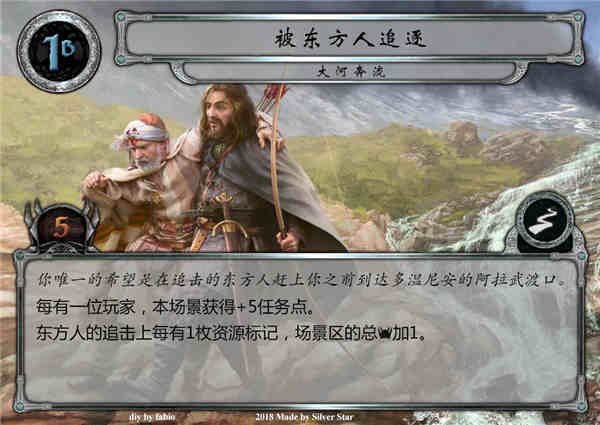 1B
被东方人追逐
大河奔流
5
你唯一的希望是在追击的东方人赶上你之前到达多温尼安的阿拉武渡口。
每有一位玩家，本场景获得+5任务点。
东方人的追击上每有1枚资源标记，场景区的总加1。
diy by fabio 2018 Made by Silver Star